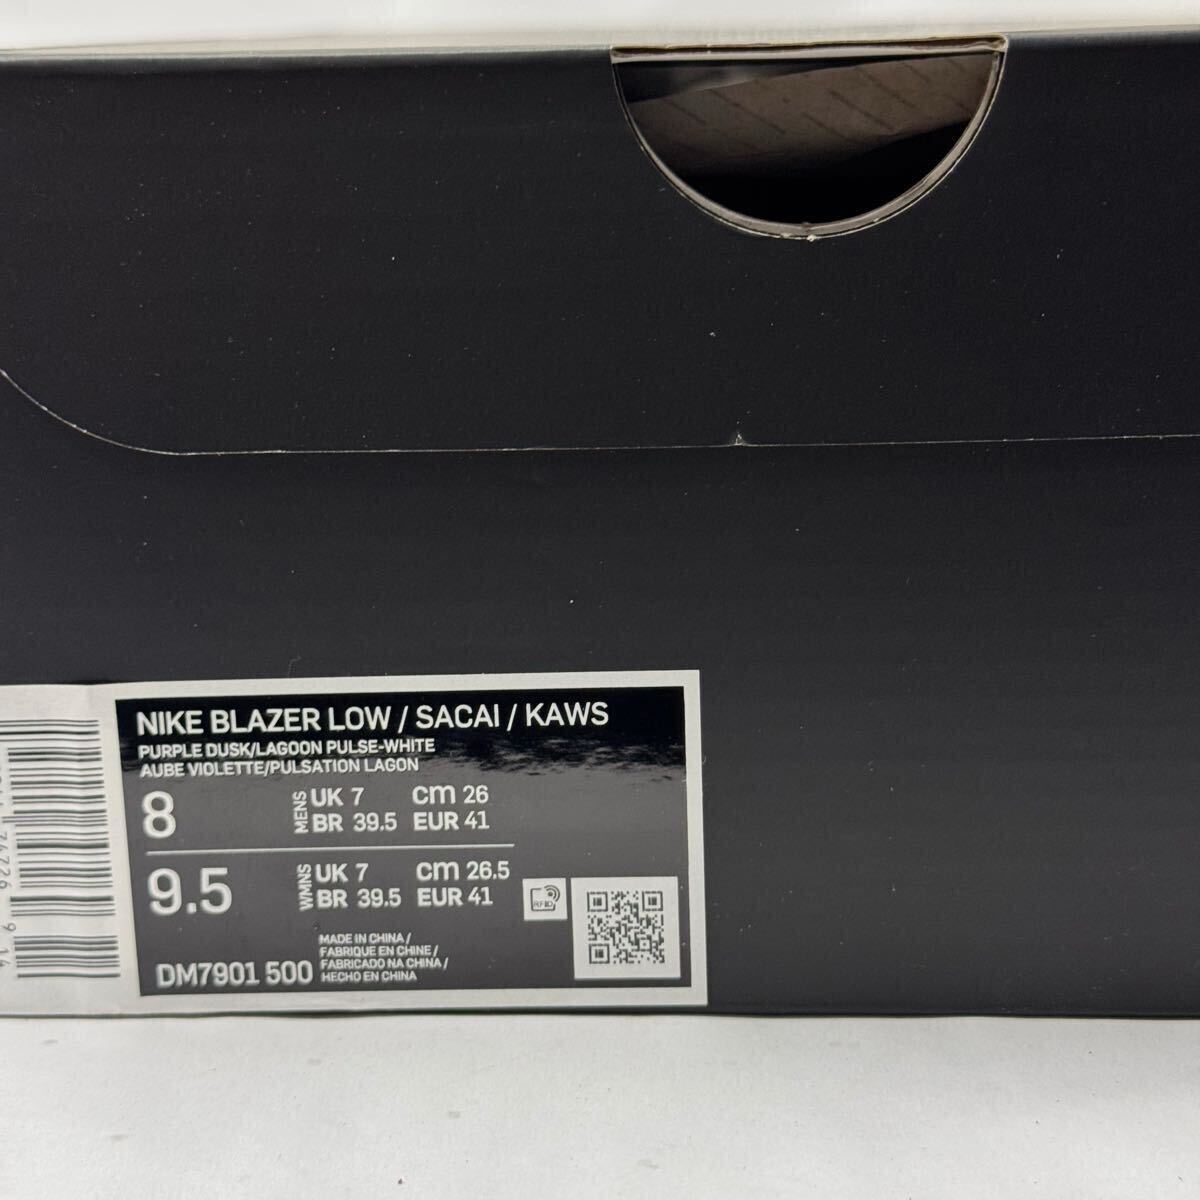 NIKE BLAZER LOW / SACAI / KAWS
PURPLE DUSK/LAGOON PULSE-WHITE
AUBE VIOLETTE/PULSATION LAGON
8
MENS
UK 7 cm 26
BR 39.5 EUR 41
9.5
WMNS
UK 7 cm 26.5
BR 39.5 EUR 41
RFID
DM7901 500
MADE IN CHINA /
FABRIQUE EN CHINE /
FABRICADO NA CHINA /
HECHO EN CHINA